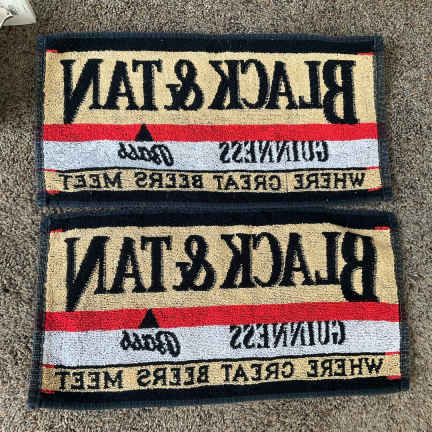 BLACK & TAN
GUINNESS Bass
WHERE GREAT BEERS MEET
BLACK & TAN
GUINNESS Bass
WHERE GREAT BEERS MEET